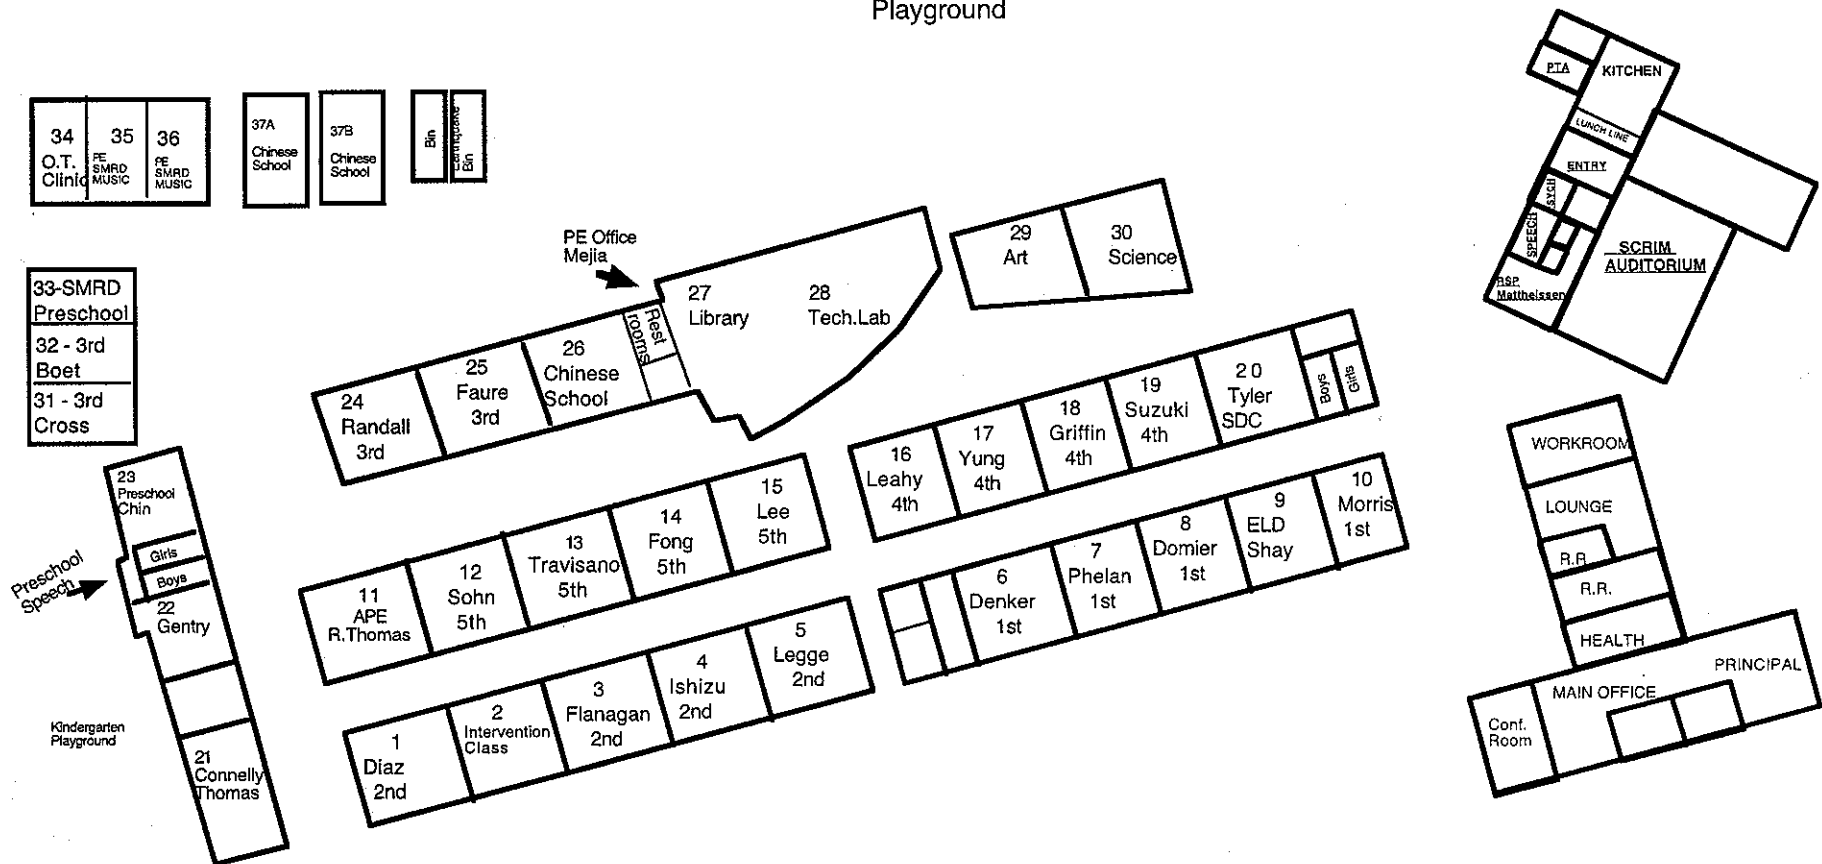 Playground
34
O.T.
Clinic
35
PE
SMRD
MUSIC
36
PE
SMRD
MUSIC
37A
Chinese
School
37B
Chinese
School
Bin
Earthquake
Bin
PTA
KITCHEN
LUNCH LINE
ENTRY
SYCH
SPEECH
RSP
Mattheissen
SCRIM
AUDITORIUM
33-SMRD
Preschool
32 - 3rd
Boet
31 - 3rd
Cross
PE Office
Mejia
27
Library
28
Tech.Lab
29
Art
30
Science
24
Randall
3rd
25
Faure
3rd
26
Chinese
School
Rest
rooms
16
Leahy
4th
17
Yung
4th
18
Griffin
4th
19
Suzuki
4th
20
Tyler
SDC
Boys
Girls
23
Preschool
Chin
Girls
Boys
Preschool
Speech
22
Gentry
Kindergarten
Playground
21
Connelly
Thomas
11
APE
R.Thomas
12
Sohn
5th
13
Travisano
5th
14
Fong
5th
15
Lee
5th
6
Denker
1st
7
Phelan
1st
8
Domier
1st
9
ELD
Shay
10
Morris
1st
1
Diaz
2nd
2
Intervention
Class
3
Flanagan
2nd
4
Ishizu
2nd
5
Legge
2nd
WORKROOM
LOUNGE
R.R.
R.R.
HEALTH
PRINCIPAL
MAIN OFFICE
Conf.
Room